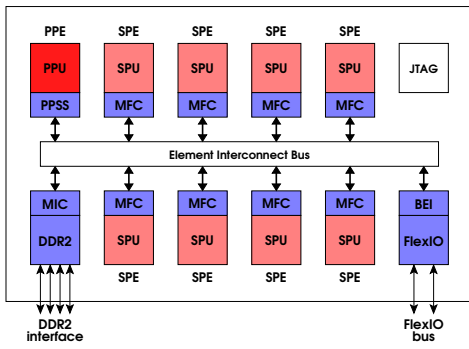 PPE SPE SPE SPE SPE
PPU SPU SPU SPU SPU JTAG
PPSS MFC MFC MFC MFC
Element Interconnect Bus
MIC MFC MFC MFC MFC BEI
DDR2 SPU SPU SPU SPU FlexIO
SPE SPE SPE SPE
DDR2 FlexIO
interface bus